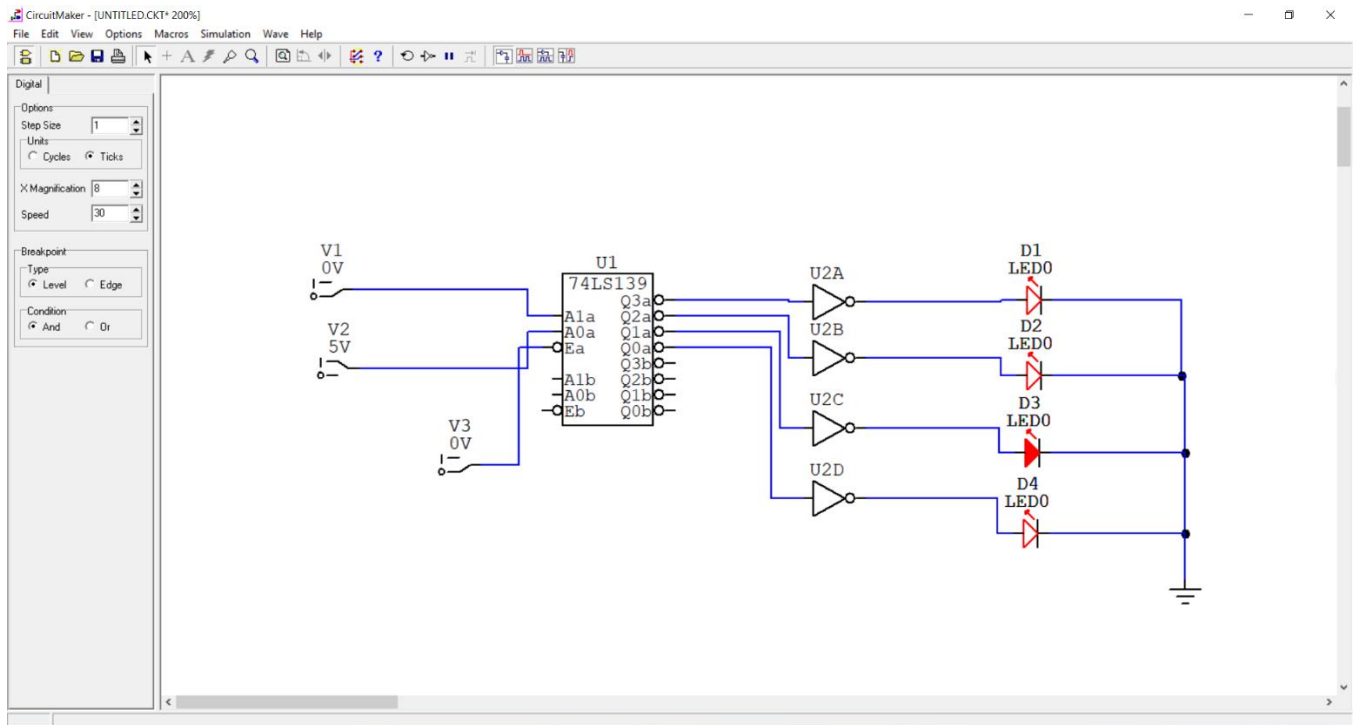 CircuitMaker - [UNTITLED.CKT* 200%]
File Edit View Options Macros Simulation Wave Help
Digital
Options
Step Size 1
Units
Cycles Ticks
X Magnification 8
Speed 30
Breakpoint
Type
Level Edge
Condition
And Or
V1
0V
V2
5V
V3
0V
U1
74LS139
A1a
A0a
Ea
A1b
A0b
Eb
Q3a
Q2a
Q1a
Q0a
Q3b
Q2b
Q1b
Q0b
U2A
U2B
U2C
U2D
D1
LED0
D2
LED0
D3
LED0
D4
LED0